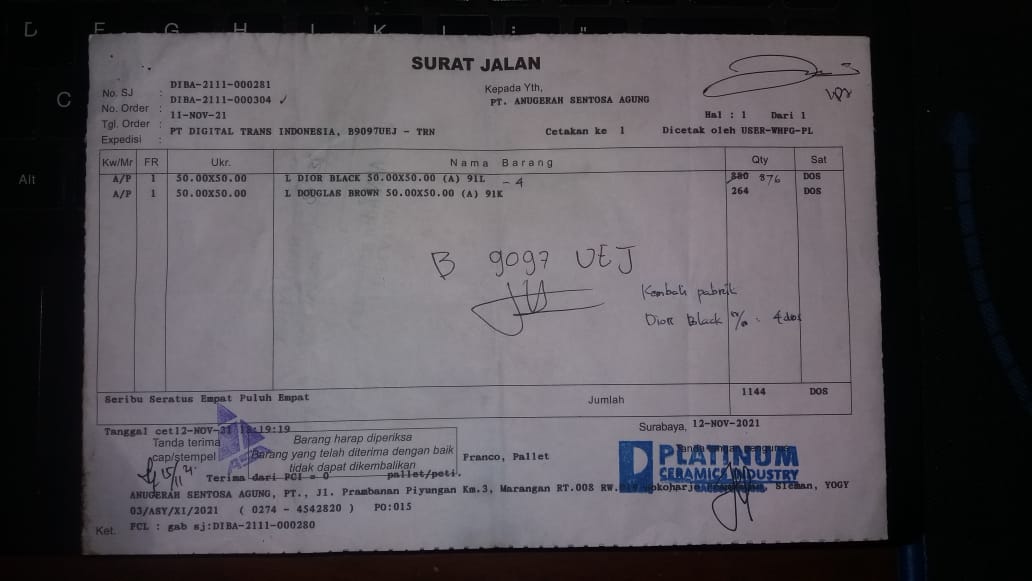 D F G H J K L : "
C
Alt
SURAT JALAN
No. SJ : DIBA-2111-000281
No. Order : DIBA-2111-000304 ✓
Tgl. Order : 11-NOV-21
Expedisi : PT DIGITAL TRANS INDONESIA, B9097UEJ - TRN
Kepada Yth,
PT. ANUGERAH SENTOSA AGUNG
Hal : 1 Dari 1
Cetakan ke 1 Dicetak oleh USER-WHFG-PL
Kw/Mr FR Ukr. Nama Barang Qty Sat
A/P 1 50.00X50.00 L DIOR BLACK 50.00X50.00 (A) 91L - 4 880 876 DOS
A/P 1 50.00X50.00 L DOUGLAS BROWN 50.00X50.00 (A) 91K 264 DOS
B 9097 UEJ
Kembali pabrik
Dior Black 4 dos
Seribu Seratus Empat Puluh Empat Jumlah 1144 DOS
Tanggal cet12-NOV-21 19:19
Surabaya, 12-NOV-2021
Tanda terima
cap/stempel
Barang harap diperiksa
Barang yang telah diterima dengan baik
tidak dapat dikembalikan
Franco, Pallet
Tanda
PLATINUM
CERAMICS INDUSTRY
15/11 21
Terima dari PCI = 0 pallet/peti.
ANUGERAH SENTOSA AGUNG, PT., Jl. Prambanan Piyungan Km.3, Marangan RT.008 RW. Sleman, YOGY
03/ASY/X1/2021 ( 0274 - 4542820 ) PO:015
Ket. PCL : gab sj:DIBA-2111-000280